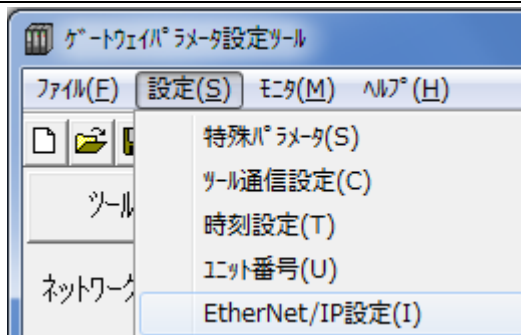 ｹﾞｰﾄｳｪｲﾊﾟﾗﾒｰﾀ設定ﾂｰﾙ
ﾌｧｲﾙ(F) 設定(S) ﾓﾆﾀ(M) ﾍﾙﾌﾟ(H)
特殊ﾊﾟﾗﾒｰﾀ(S)
ﾂｰﾙ通信設定(C)
ﾂｰﾙ
時刻設定(T)
ﾕﾆｯﾄ番号(U)
ﾈｯﾄﾜｰｸ
EtherNet/IP設定(I)